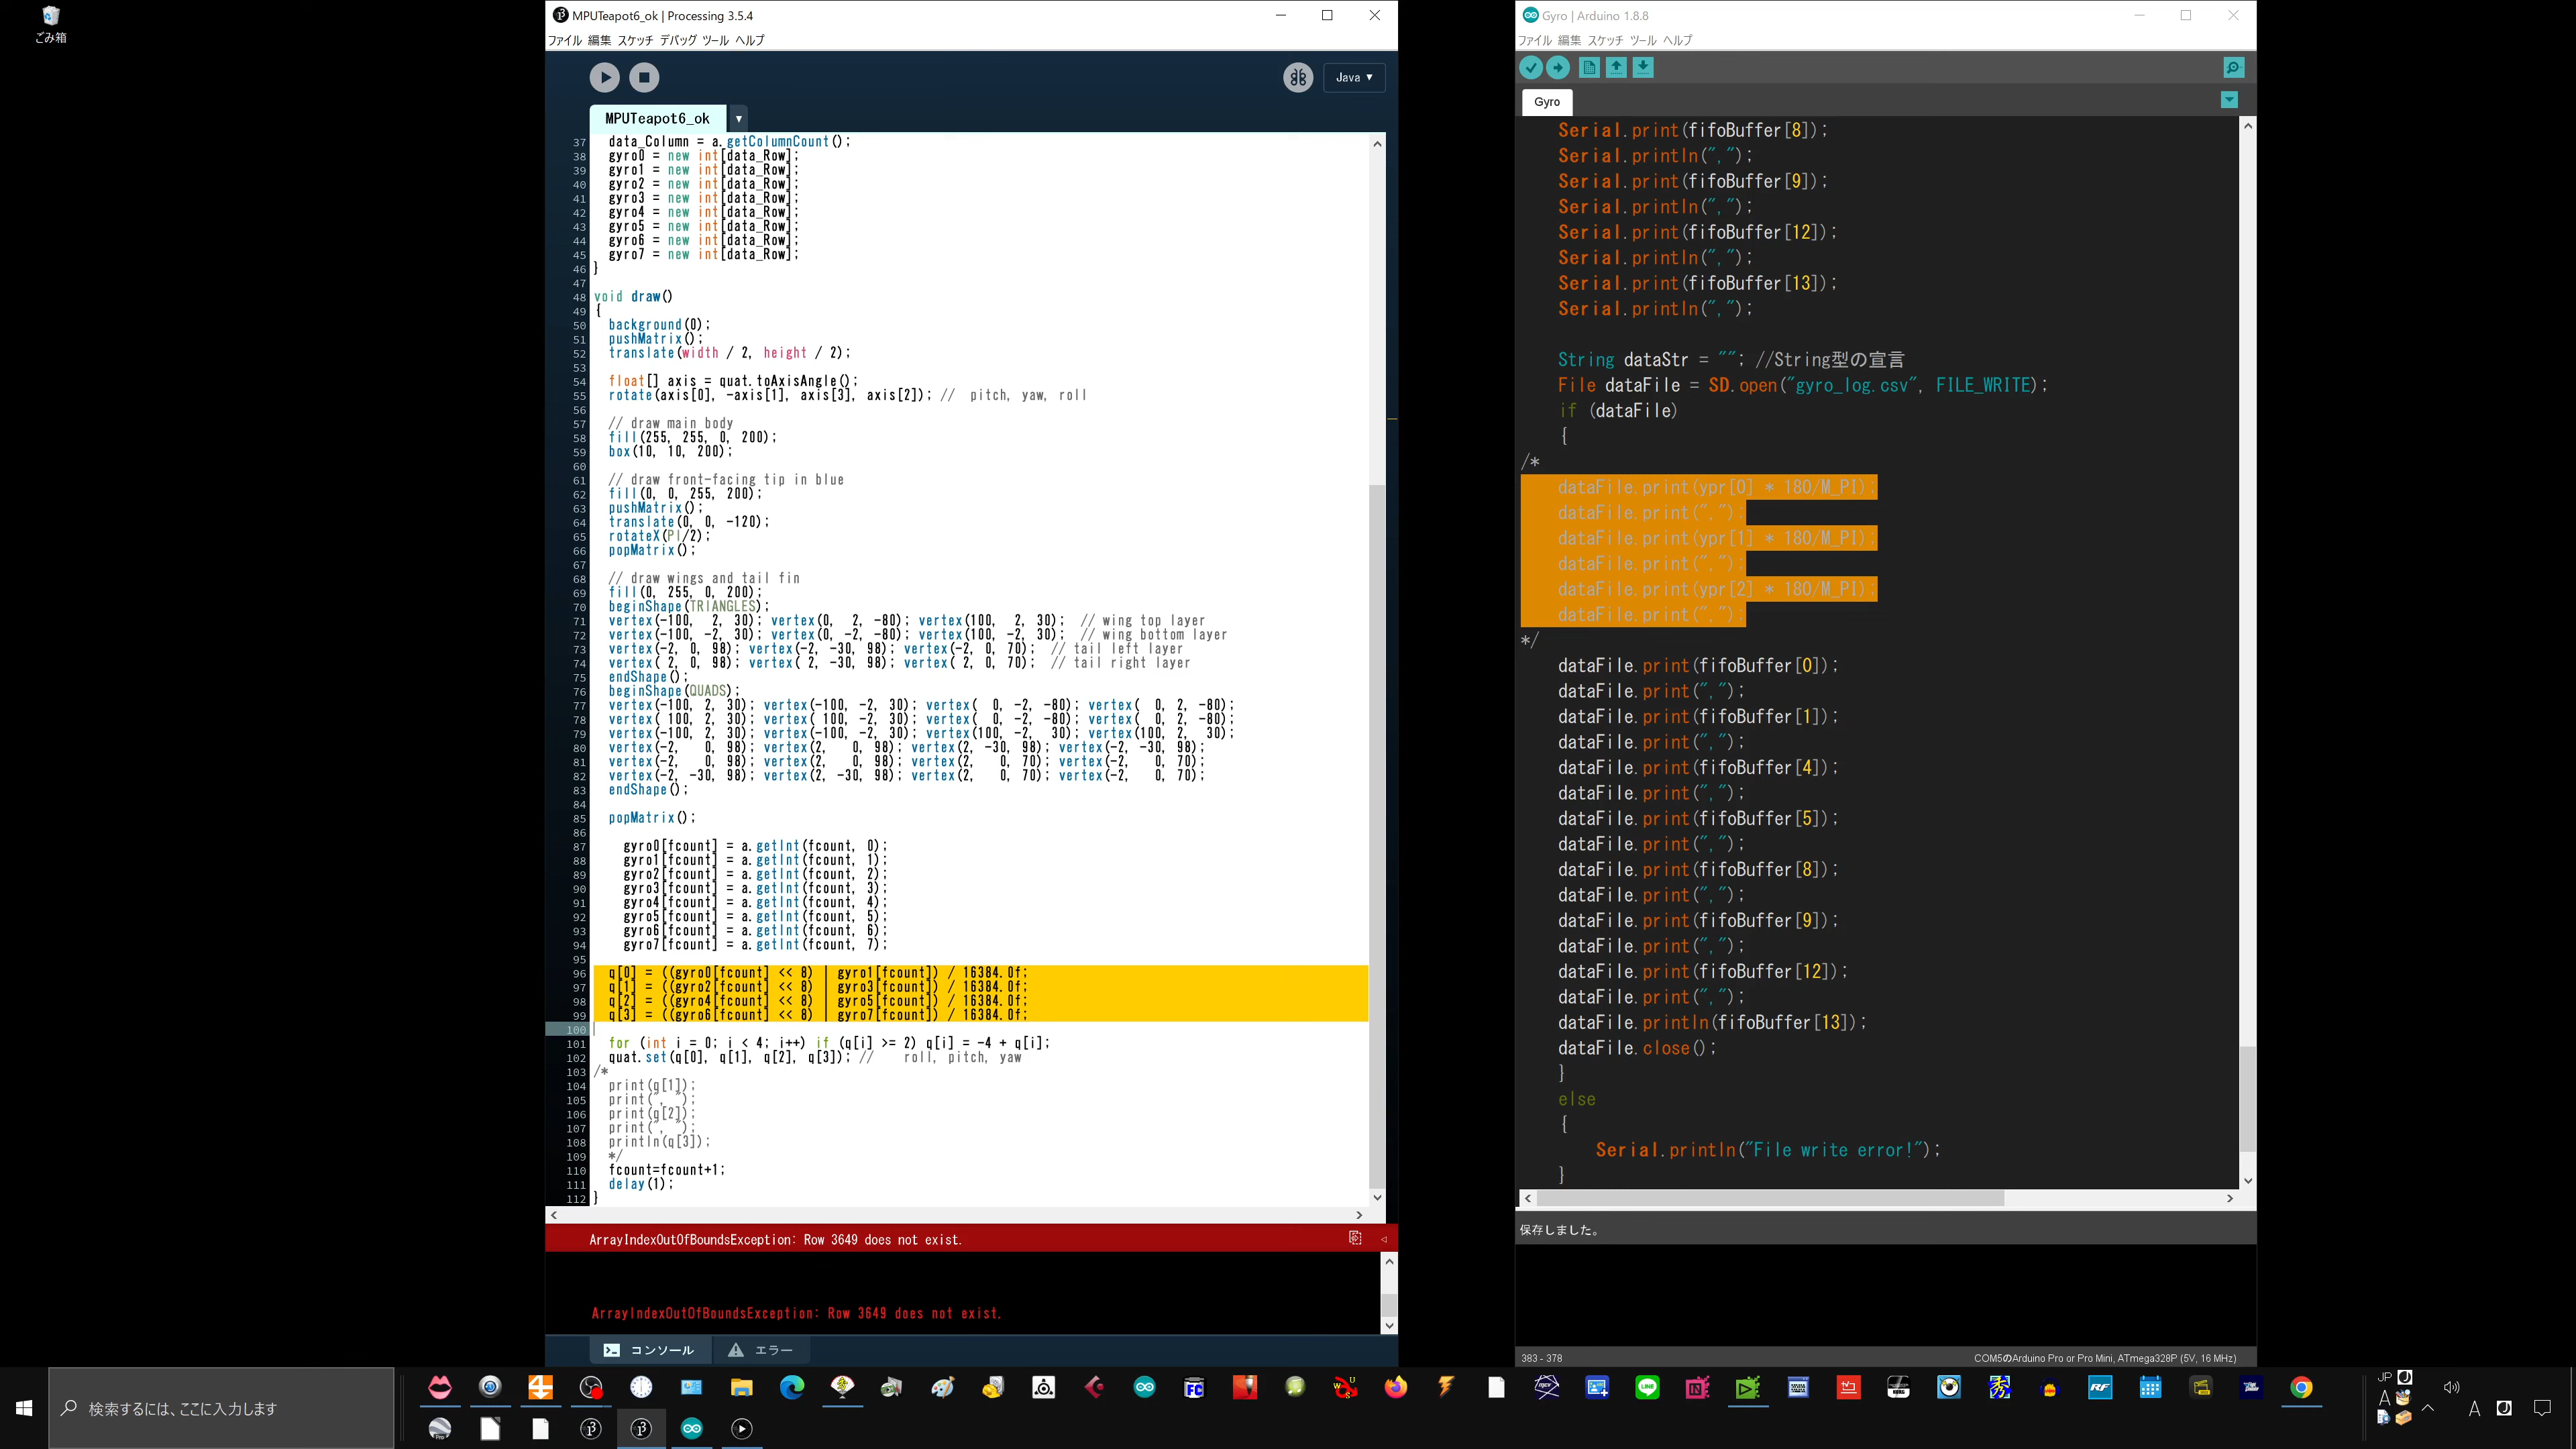 ごみ箱
MPUTeapot6_ok | Processing 3.5.4
ファイル 編集 スケッチ デバッグ ツール ヘルプ
Java ▼
MPUTeapot6_ok ▼
37 data_Column = a.getColumnCount();
38 gyro0 = new int[data_Row];
39 gyro1 = new int[data_Row];
40 gyro2 = new int[data_Row];
41 gyro3 = new int[data_Row];
42 gyro4 = new int[data_Row];
43 gyro5 = new int[data_Row];
44 gyro6 = new int[data_Row];
45 gyro7 = new int[data_Row];
46 }
47
48 void draw()
49 {
50 background(0);
51 pushMatrix();
52 translate(width / 2, height / 2);
53
54 float[] axis = quat.toAxisAngle();
55 rotate(axis[0], -axis[1], axis[3], axis[2]); //  pitch, yaw, roll
56
57 // draw main body
58 fill(255, 255, 0, 200);
59 box(10, 10, 200);
60
61 // draw front-facing tip in blue
62 fill(0, 0, 255, 200);
63 pushMatrix();
64 translate(0, 0, -120);
65 rotateX(PI/2);
66 popMatrix();
67
68 // draw wings and tail fin
69 fill(0, 255, 0, 200);
70 beginShape(TRIANGLES);
71 vertex(-100,  2, 30); vertex(0,  2, -80); vertex(100,  2, 30);  // wing top layer
72 vertex(-100, -2, 30); vertex(0, -2, -80); vertex(100, -2, 30);  // wing bottom layer
73 vertex(-2, 0, 98); vertex(-2, -30, 98); vertex(-2, 0, 70);  // tail left layer
74 vertex( 2, 0, 98); vertex( 2, -30, 98); vertex( 2, 0, 70);  // tail right layer
75 endShape();
76 beginShape(QUADS);
77 vertex(-100, 2, 30); vertex(-100, -2, 30); vertex(  0, -2, -80); vertex(  0, 2, -80);
78 vertex( 100, 2, 30); vertex( 100, -2, 30); vertex(  0, -2, -80); vertex(  0, 2, -80);
79 vertex(-100, 2, 30); vertex(-100, -2, 30); vertex(100, -2,  30); vertex(100, 2,  30);
80 vertex(-2,   0, 98); vertex(2,   0, 98); vertex(2, -30, 98); vertex(-2, -30, 98);
81 vertex(-2,   0, 98); vertex(2,   0, 98); vertex(2,   0, 70); vertex(-2,   0, 70);
82 vertex(-2, -30, 98); vertex(2, -30, 98); vertex(2,   0, 70); vertex(-2,   0, 70);
83 endShape();
84
85 popMatrix();
86
87 gyro0[fcount] = a.getInt(fcount, 0);
88 gyro1[fcount] = a.getInt(fcount, 1);
89 gyro2[fcount] = a.getInt(fcount, 2);
90 gyro3[fcount] = a.getInt(fcount, 3);
91 gyro4[fcount] = a.getInt(fcount, 4);
92 gyro5[fcount] = a.getInt(fcount, 5);
93 gyro6[fcount] = a.getInt(fcount, 6);
94 gyro7[fcount] = a.getInt(fcount, 7);
95
96 q[0] = ((gyro0[fcount] << 8) | gyro1[fcount]) / 16384.0f;
97 q[1] = ((gyro2[fcount] << 8) | gyro3[fcount]) / 16384.0f;
98 q[2] = ((gyro4[fcount] << 8) | gyro5[fcount]) / 16384.0f;
99 q[3] = ((gyro6[fcount] << 8) | gyro7[fcount]) / 16384.0f;
100
101 for (int i = 0; i < 4; i++) if (q[i] >= 2) q[i] = -4 + q[i];
102 quat.set(q[0], q[1], q[2], q[3]); //    roll, pitch, yaw
103 /*
104 print(q[1]);
105 print(", ");
106 print(q[2]);
107 print(", ");
108 println(q[3]);
109 */
110 fcount=fcount+1;
111 delay(1);
112 }
ArrayIndexOutOfBoundsException: Row 3649 does not exist.
ArrayIndexOutOfBoundsException: Row 3649 does not exist.
コンソール エラー
Gyro | Arduino 1.8.8
ファイル 編集 スケッチ ツール ヘルプ
Gyro
Serial.print(fifoBuffer[8]);
Serial.println(",");
Serial.print(fifoBuffer[9]);
Serial.println(",");
Serial.print(fifoBuffer[12]);
Serial.println(",");
Serial.print(fifoBuffer[13]);
Serial.println(",");
String dataStr = ""; //String型の宣言
File dataFile = SD.open("gyro_log.csv", FILE_WRITE);
if (dataFile)
{
/*
dataFile.print(ypr[0] * 180/M_PI);
dataFile.print(",");
dataFile.print(ypr[1] * 180/M_PI);
dataFile.print(",");
dataFile.print(ypr[2] * 180/M_PI);
dataFile.print(",");
*/
dataFile.print(fifoBuffer[0]);
dataFile.print(",");
dataFile.print(fifoBuffer[1]);
dataFile.print(",");
dataFile.print(fifoBuffer[4]);
dataFile.print(",");
dataFile.print(fifoBuffer[5]);
dataFile.print(",");
dataFile.print(fifoBuffer[8]);
dataFile.print(",");
dataFile.print(fifoBuffer[9]);
dataFile.print(",");
dataFile.print(fifoBuffer[12]);
dataFile.print(",");
dataFile.println(fifoBuffer[13]);
dataFile.close();
}
else
{
Serial.println("File write error!");
}
保存しました。
383 - 378
COM5のArduino Pro or Pro Mini, ATmega328P (5V, 16 MHz)
検索するには、ここに入力します
FC
LINE
RF
JP
A
A
Pro